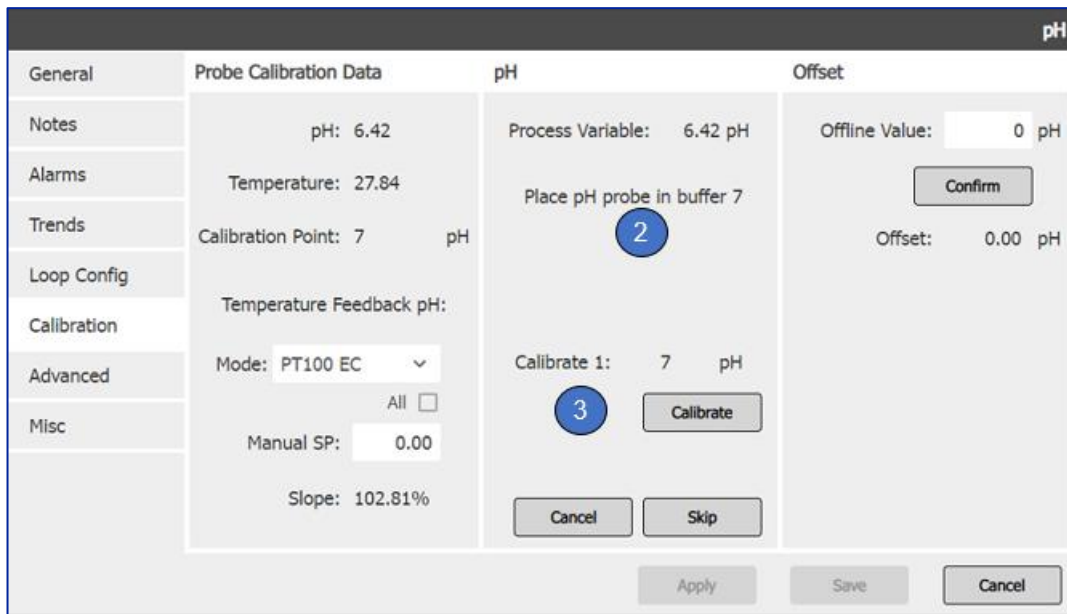 pH
General
Notes
Alarms
Trends
Loop Config
Calibration
Advanced
Misc
Probe Calibration Data
pH: 6.42
Temperature: 27.84
Calibration Point: 7 pH
Temperature Feedback pH:
Mode: PT100 EC
All
Manual SP: 0.00
Slope: 102.81%
pH
Process Variable: 6.42 pH
Place pH probe in buffer 7
2
Calibrate 1: 7 pH
3 Calibrate
Cancel Skip
Offset
Offline Value: 0 pH
Confirm
Offset: 0.00 pH
Apply Save Cancel